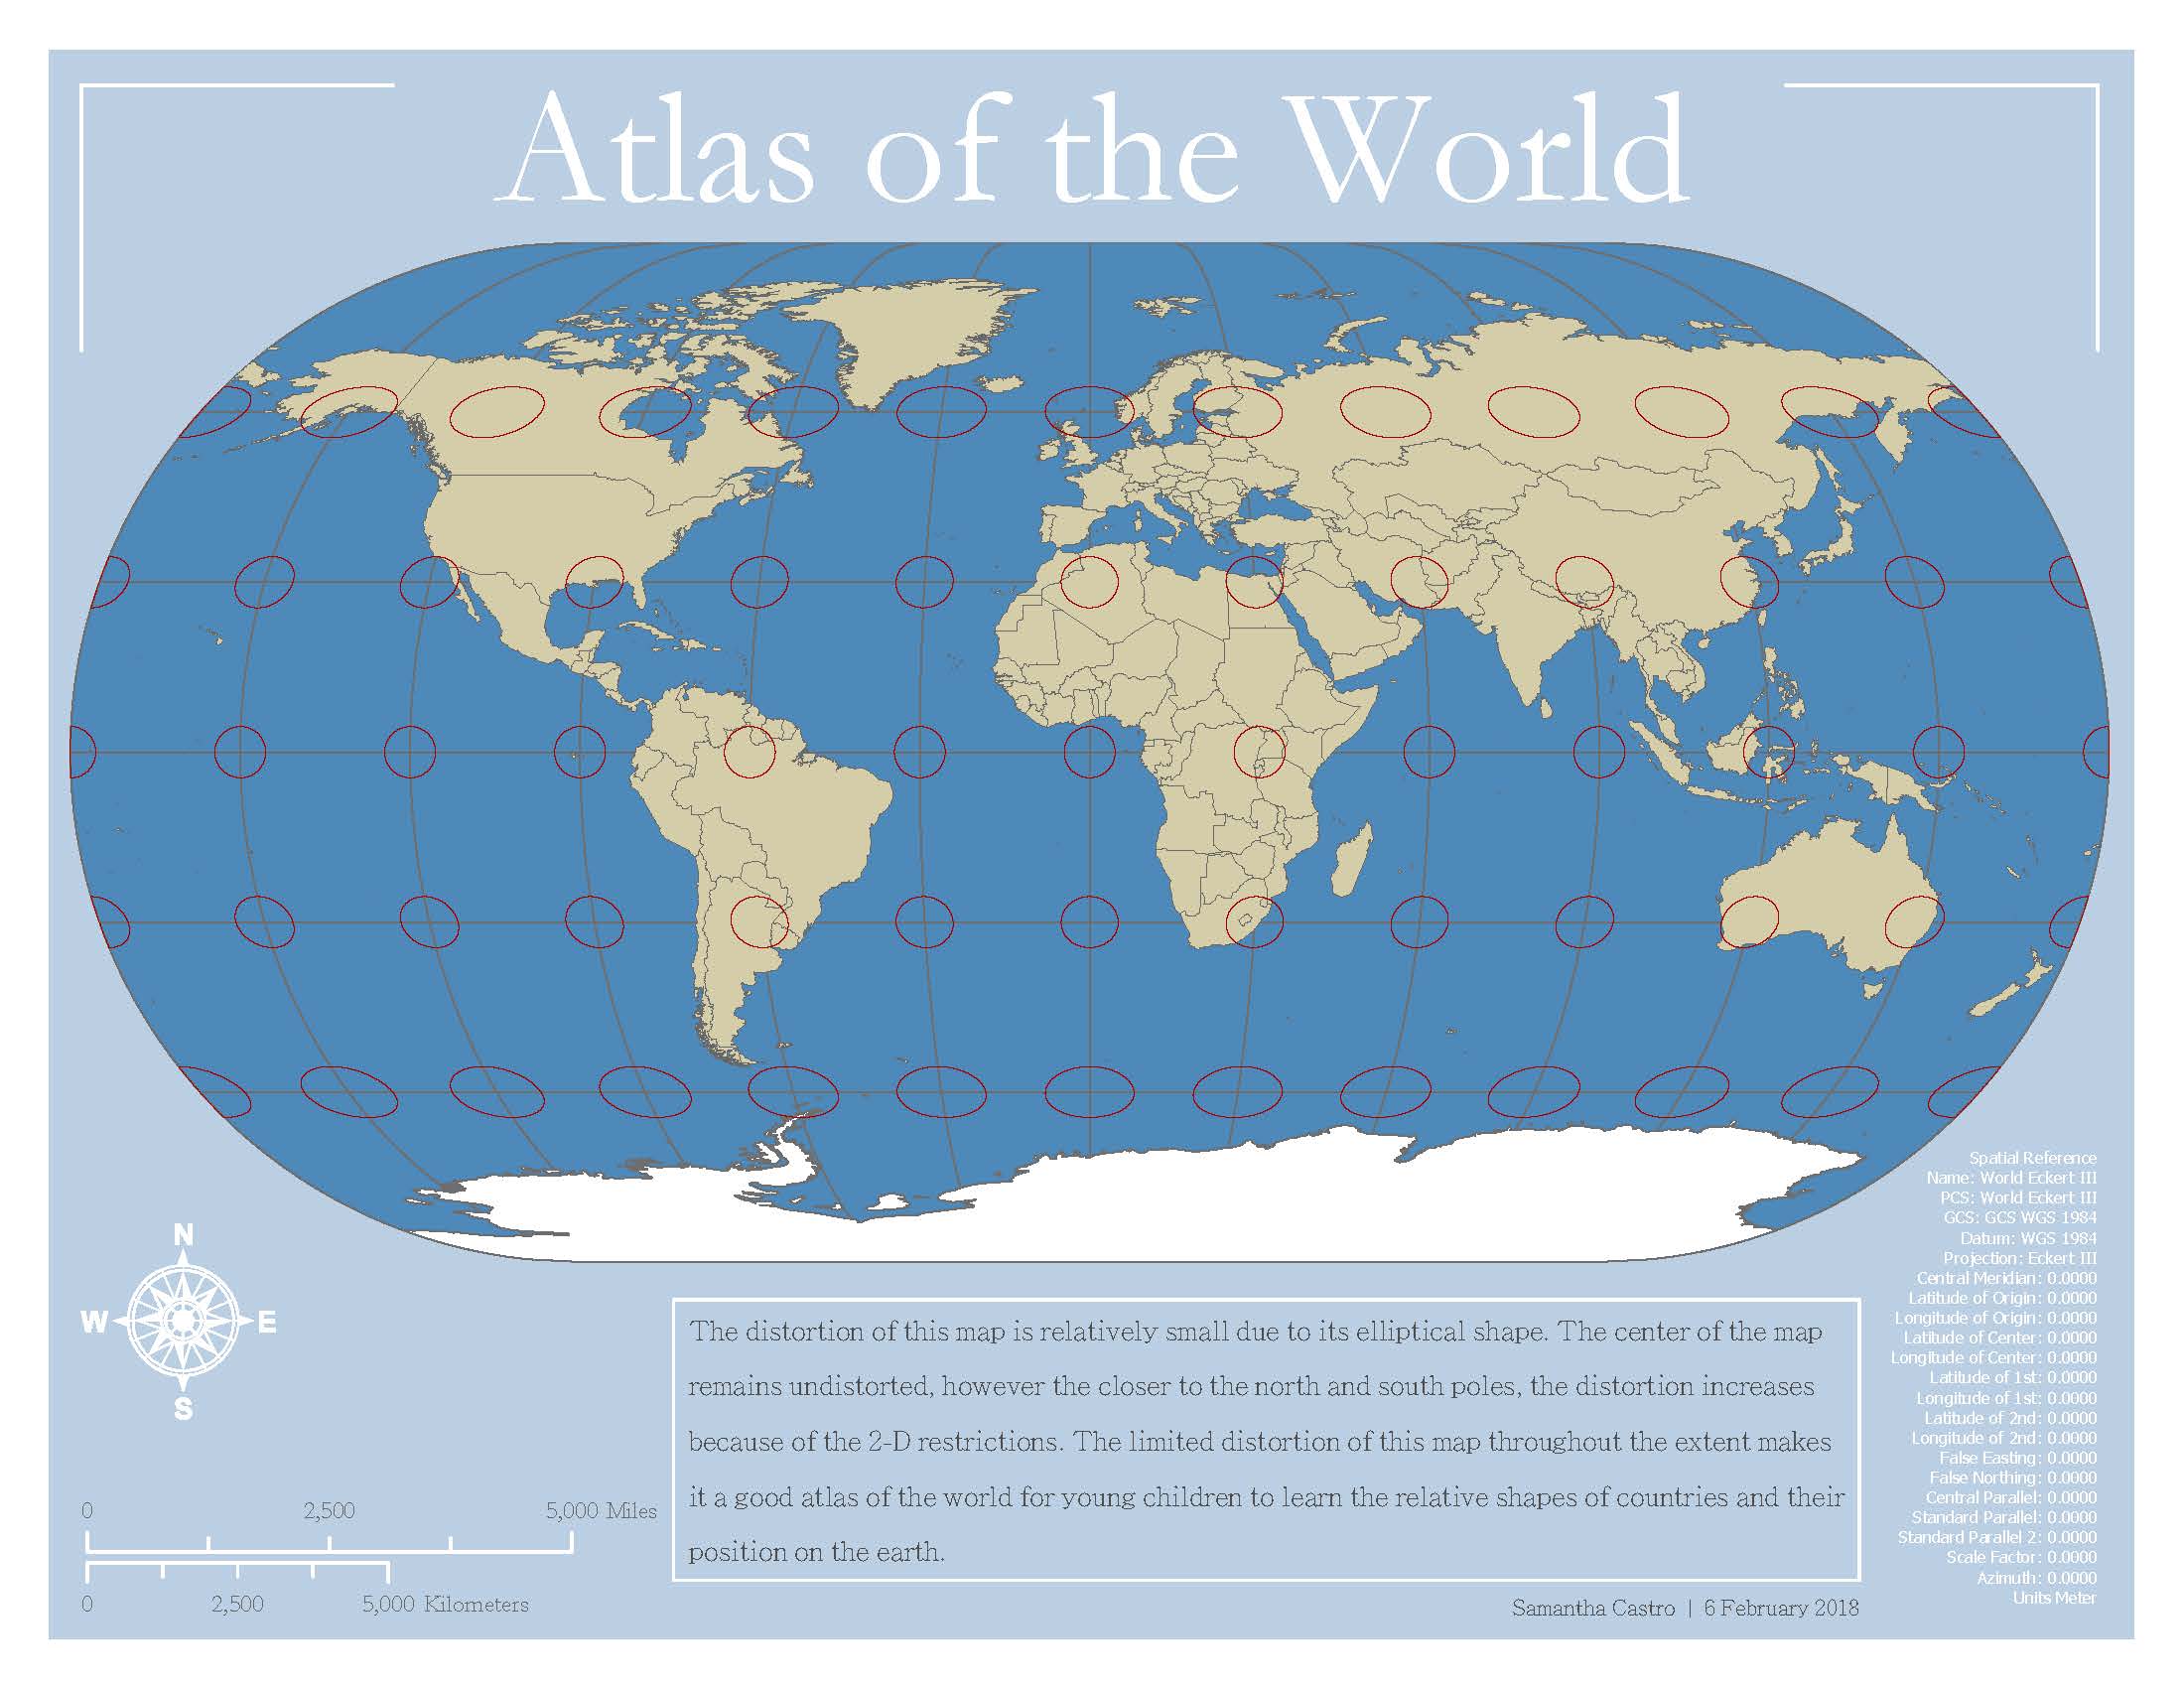 Atlas of the World
N
W E
S
0 2,500 5,000 Miles
0 2,500 5,000 Kilometers
The distortion of this map is relatively small due to its elliptical shape. The center of the map
remains undistorted, however the closer to the north and south poles, the distortion increases
because of the 2-D restrictions. The limited distortion of this map throughout the extent makes
it a good atlas of the world for young children to learn the relative shapes of countries and their
position on the earth.
Samantha Castro | 6 February 2018
Spatial Reference
Name: World Eckert III
PCS: World Eckert III
GCS: GCS WGS 1984
Datum: WGS 1984
Projection: Eckert III
Central Meridian: 0.0000
Latitude of Origin: 0.0000
Longitude of Origin: 0.0000
Latitude of Center: 0.0000
Longitude of Center: 0.0000
Latitude of 1st: 0.0000
Longitude of 1st: 0.0000
Latitude of 2nd: 0.0000
Longitude of 2nd: 0.0000
False Easting: 0.0000
False Northing: 0.0000
Central Parallel: 0.0000
Standard Parallel: 0.0000
Standard Parallel 2: 0.0000
Scale Factor: 0.0000
Azimuth: 0.0000
Units Meter